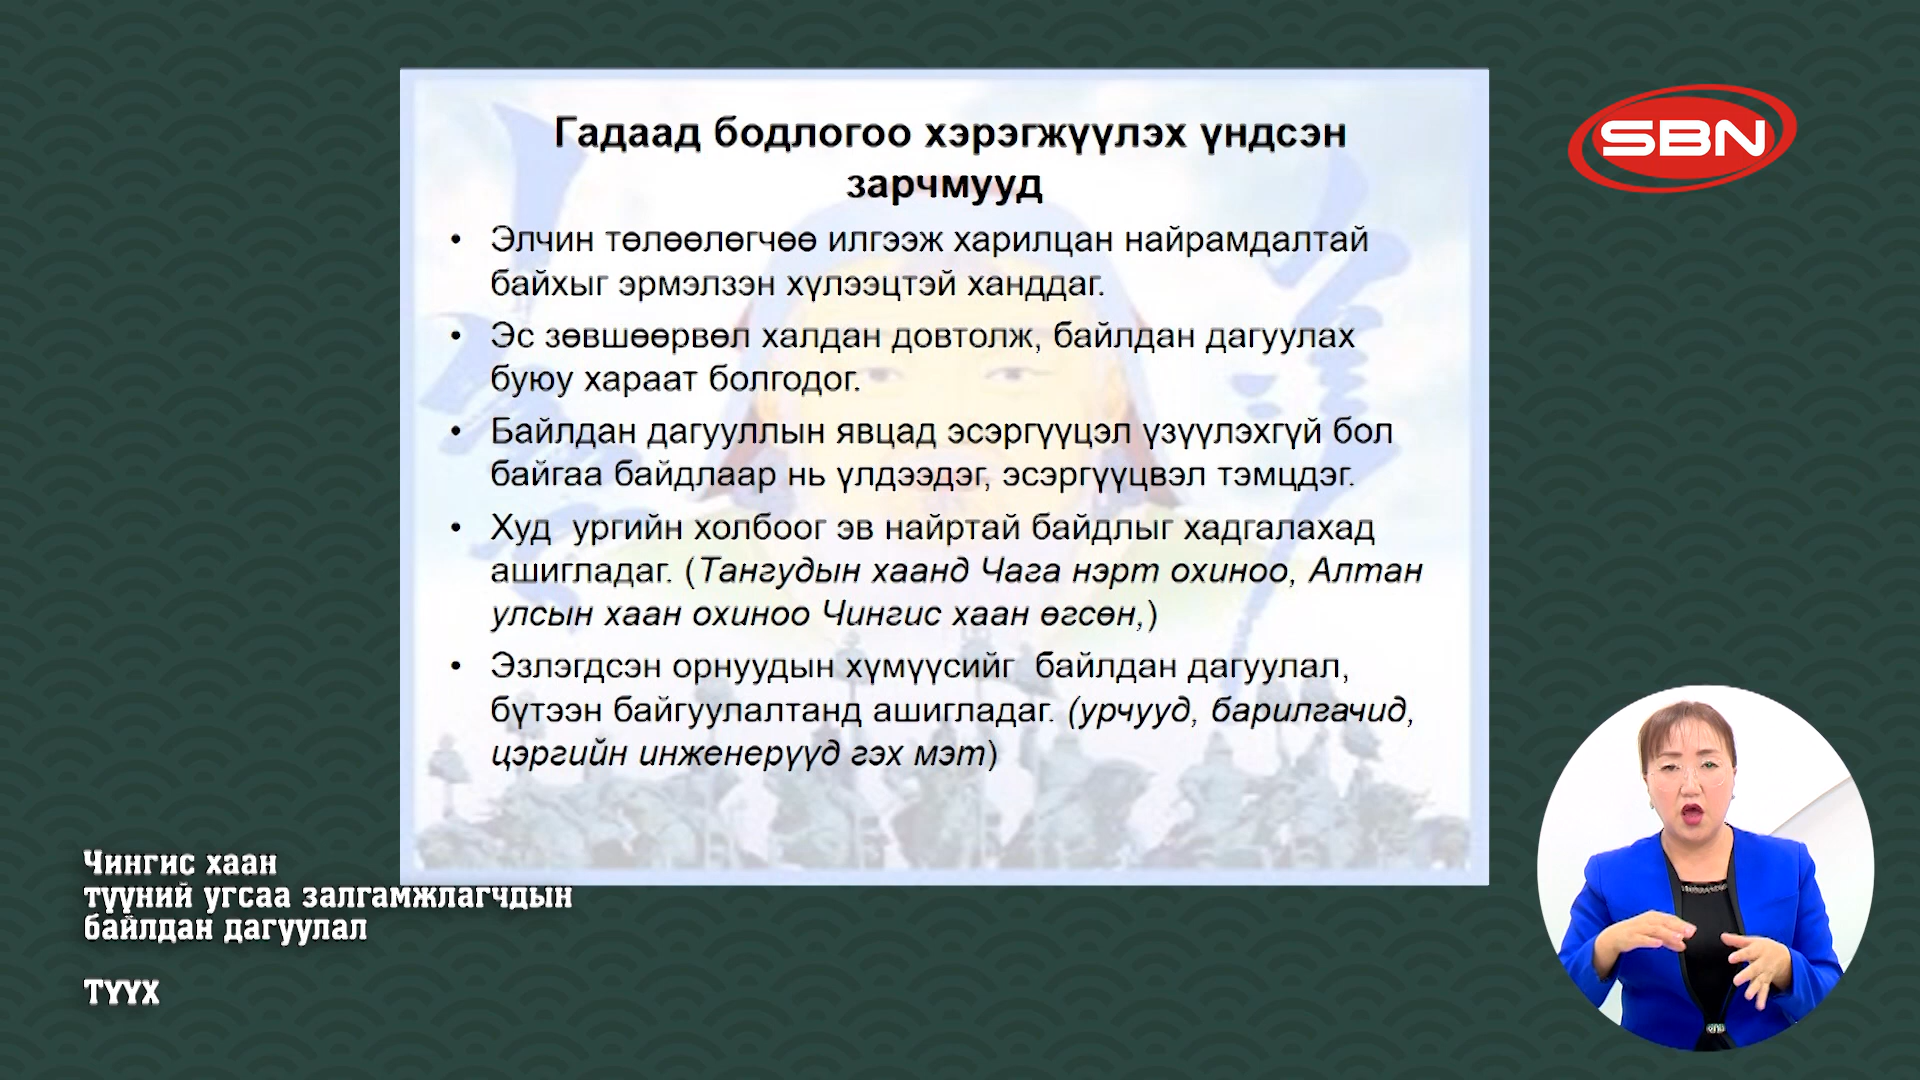 Гадаад бодлогоо хэрэгжүүлэх үндсэн
зарчмууд
• Элчин төлөөлөгчөө илгээж харилцан найрамдалтай
байхыг эрмэлзэн хүлээцтэй ханддаг.
• Эс зөвшөөрвөл халдан довтолж, байлдан дагуулах
буюу хараат болгодог.
• Байлдан дагууллын явцад эсэргүүцэл үзүүлэхгүй бол
байгаа байдлаар нь үлдээдэг, эсэргүүцвэл тэмцдэг.
• Худ ургийн холбоог эв найртай байдлыг хадгалахад
ашигладаг. (Тангудын хаанд Чага нэрт охиноо, Алтан
улсын хаан охиноо Чингис хаан өгсөн,)
• Эзлэгдсэн орнуудын хүмүүсийг байлдан дагуулал,
бүтээн байгуулалтанд ашигладаг. (урчууд, барилгачид,
цэргийн инженерүүд гэх мэт)
SBN
Чингис хаан
түүний угсаа залгамжлагчдын
байлдан дагуулал
ТҮҮХ